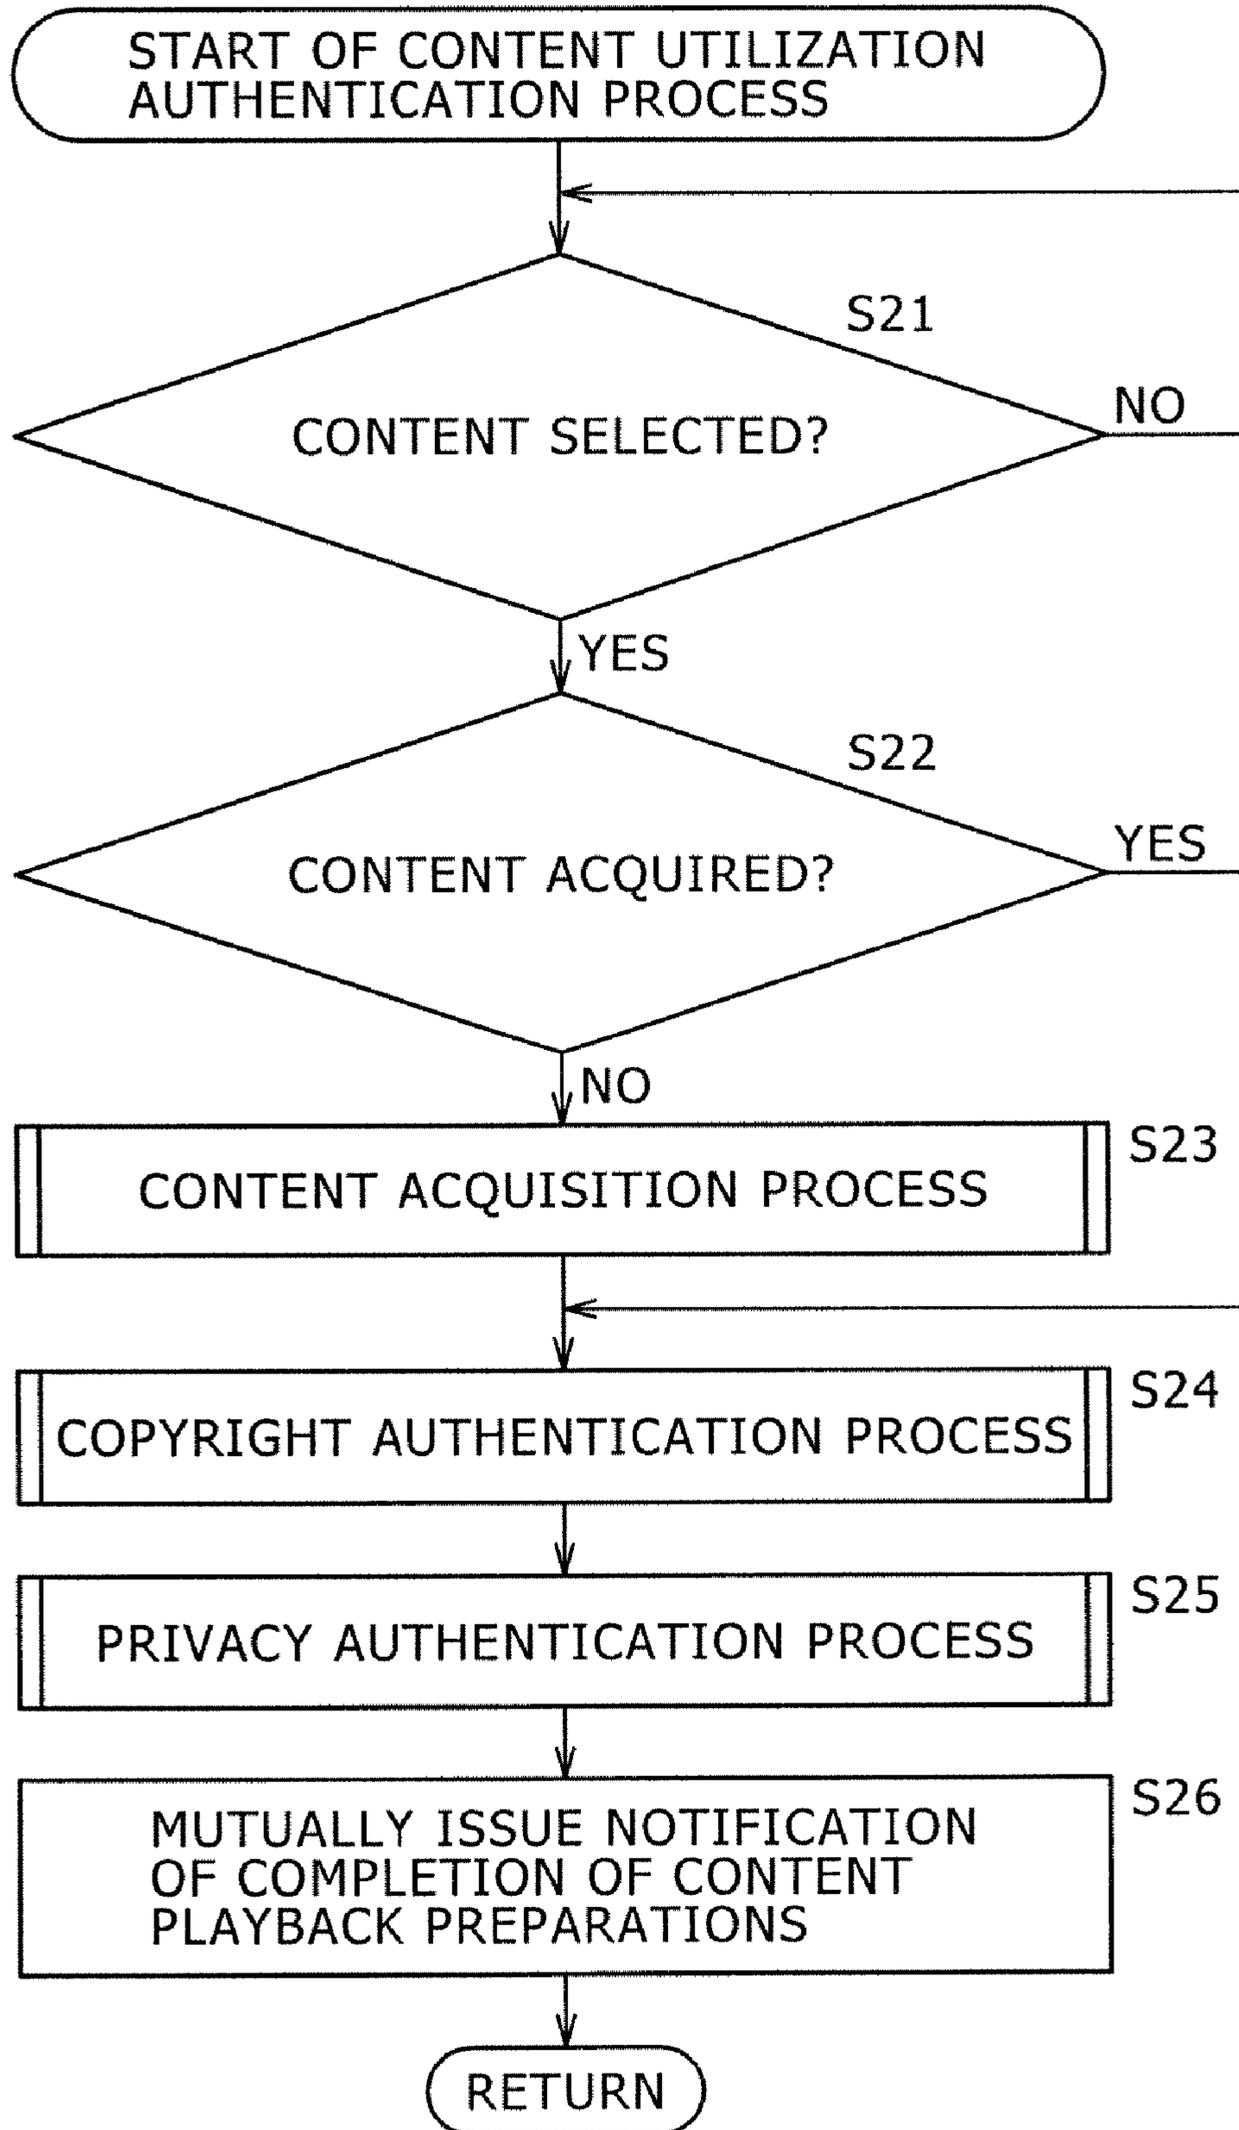 START OF CONTENT UTILIZATION
AUTHENTICATION PROCESS
S21
CONTENT SELECTED?
NO
YES
S22
CONTENT ACQUIRED?
YES
NO
S23
CONTENT ACQUISITION PROCESS
S24
COPYRIGHT AUTHENTICATION PROCESS
S25
PRIVACY AUTHENTICATION PROCESS
S26
MUTUALLY ISSUE NOTIFICATION
OF COMPLETION OF CONTENT
PLAYBACK PREPARATIONS
RETURN